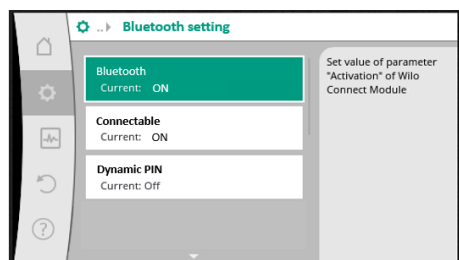 ..▸ Bluetooth setting
Bluetooth
Current: ON
Connectable
Current: ON
Dynamic PIN
Current: Off
Set value of parameter
"Activation" of Wilo
Connect Module
?